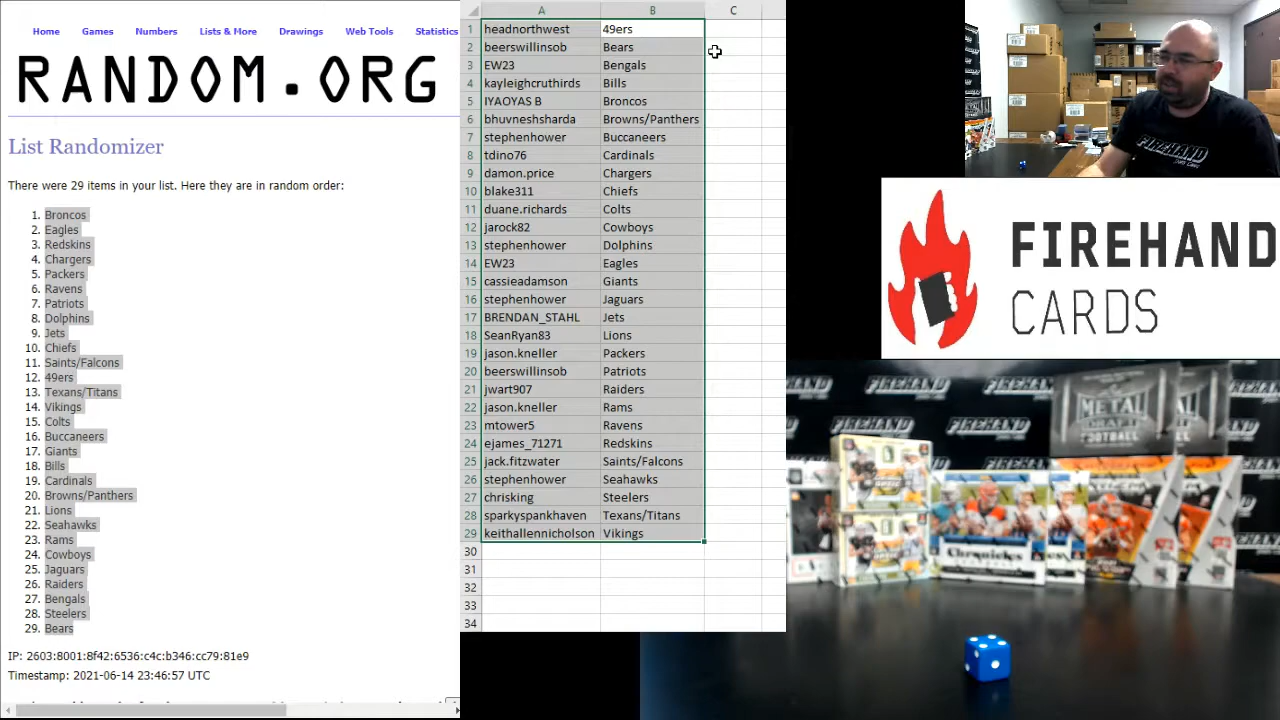 Home Games Numbers Lists & More Drawings Web Tools Statistics
RANDOM.ORG
List Randomizer
There were 29 items in your list. Here they are in random order:
1. Broncos
2. Eagles
3. Redskins
4. Chargers
5. Packers
6. Ravens
7. Patriots
8. Dolphins
9. Jets
10. Chiefs
11. Saints/Falcons
12. 49ers
13. Texans/Titans
14. Vikings
15. Colts
16. Buccaneers
17. Giants
18. Bills
19. Cardinals
20. Browns/Panthers
21. Lions
22. Seahawks
23. Rams
24. Cowboys
25. Jaguars
26. Raiders
27. Bengals
28. Steelers
29. Bears
IP: 2603:8001:8f42:6536:c4c:b346:cc79:81e9
Timestamp: 2021-06-14 23:46:57 UTC
A B C
1 headnorthwest 49ers
2 beerswillinsob Bears
3 EW23 Bengals
4 kayleighcruthirds Bills
5 IYAOYAS B Broncos
6 bhuvneshsharda Browns/Panthers
7 stephenhower Buccaneers
8 tdino76 Cardinals
9 damon.price Chargers
10 blake311 Chiefs
11 duane.richards Colts
12 jarock82 Cowboys
13 stephenhower Dolphins
14 EW23 Eagles
15 cassieadamson Giants
16 stephenhower Jaguars
17 BRENDAN_STAHL Jets
18 SeanRyan83 Lions
19 jason.kneller Packers
20 beerswillinsob Patriots
21 jwart907 Raiders
22 jason.kneller Rams
23 mtower5 Ravens
24 ejames_71271 Redskins
25 jack.fitzwater Saints/Falcons
26 stephenhower Seahawks
27 chrisking Steelers
28 sparkyspankhaven Texans/Titans
29 keithallennicholson Vikings
30
31
32
33
34
FIREHAND
FIREHAND
CARDS
FIREHAND
FIREHAND
FIREHAND
FIREHAND
METAL
DRAFT
FOOTBALL
Chronicles